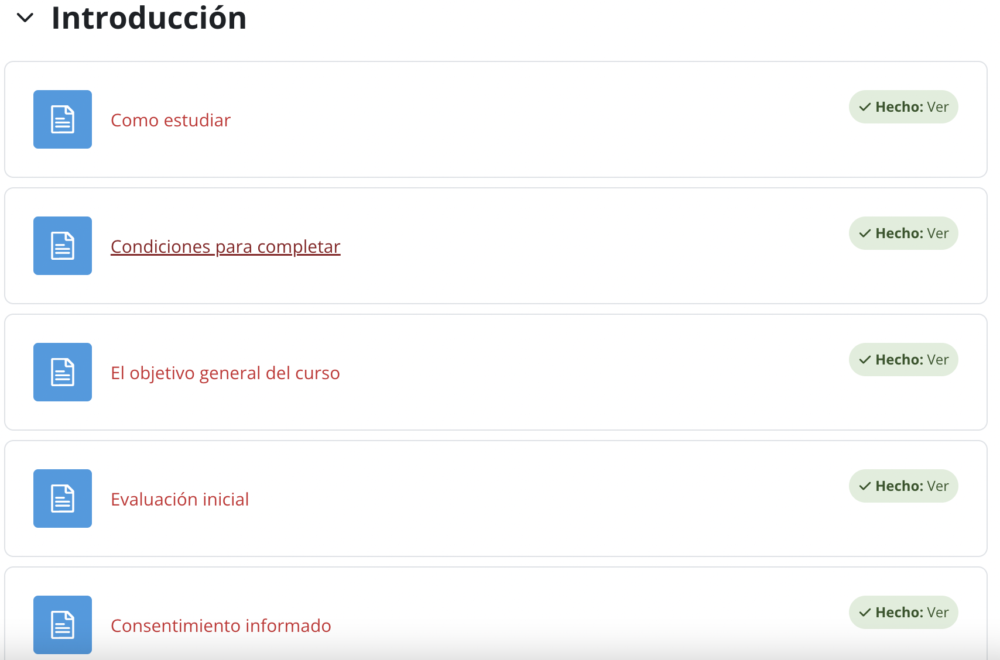 Introducción
Como estudiar
Hecho: Ver
Condiciones para completar
Hecho: Ver
El objetivo general del curso
Hecho: Ver
Evaluación inicial
Hecho: Ver
Consentimiento informado
Hecho: Ver